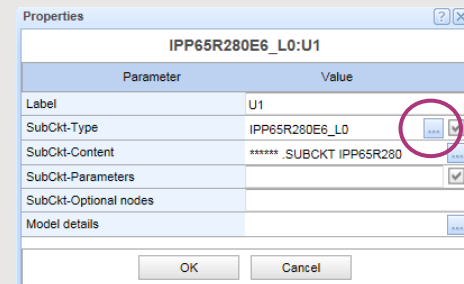 Properties ?
IPP65R280E6_L0:U1
Parameter Value
Label U1
SubCkt-Type IPP65R280E6_L0 ...
SubCkt-Content ****** .SUBCKT IPP65R280 ...
SubCkt-Parameters
SubCkt-Optional nodes
Model details ...
OK Cancel